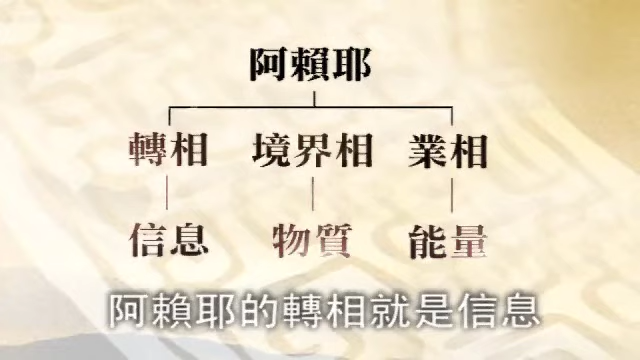 阿賴耶
轉相 境界相 業相
信息 物質 能量
阿賴耶的轉相就是信息